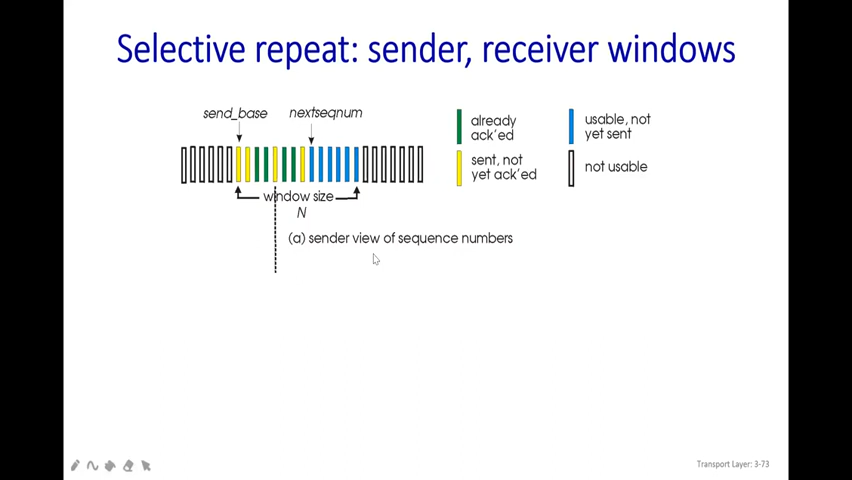 Selective repeat: sender, receiver windows
send_base
nextseqnum
already
ack'ed
sent, not
yet ack'ed
usable, not
yet sent
not usable
window size
N
(a) sender view of sequence numbers
Transport Layer: 3-73